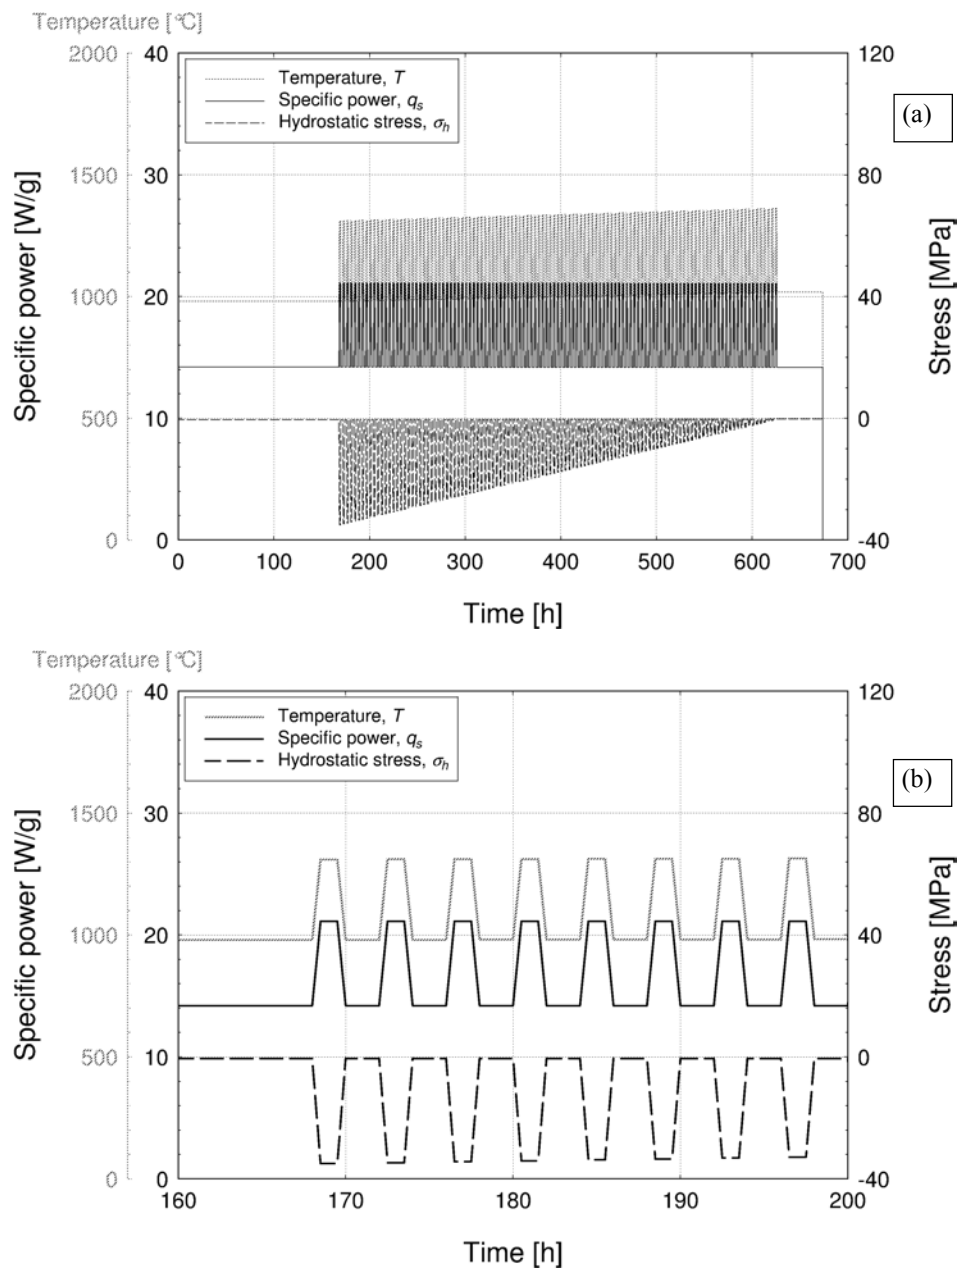 Temperature [°C]
2000
40
120
Temperature, T
Specific power, qs
Hydrostatic stress, σh
(a)
1500
30
80
1000
20
40
500
10
0
0
0
-40
0
100
200
300
400
500
600
700
Specific power [W/g]
Stress [MPa]
Time [h]
Temperature [°C]
2000
40
120
Temperature, T
Specific power, qs
Hydrostatic stress, σh
(b)
1500
30
80
1000
20
40
500
10
0
0
0
-40
160
170
180
190
200
Specific power [W/g]
Stress [MPa]
Time [h]